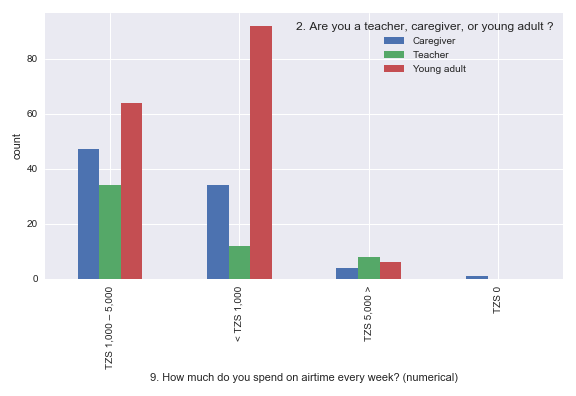 2. Are you a teacher, caregiver, or young adult ?
Caregiver
Teacher
Young adult
80
60
40
20
0
count
TZS 1,000 – 5,000
< TZS 1,000
TZS 5,000 >
TZS 0
9. How much do you spend on airtime every week? (numerical)